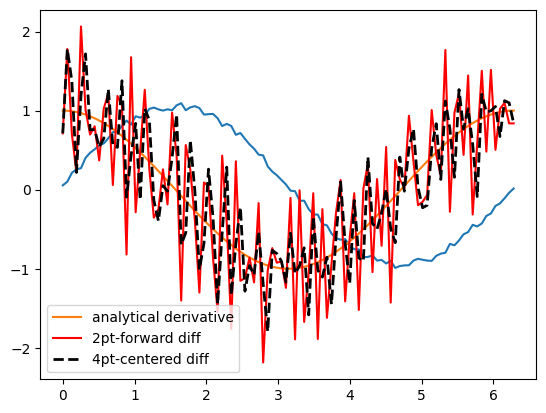 2
1
0
−1
−2
analytical derivative
2pt-forward diff
4pt-centered diff
0 1 2 3 4 5 6